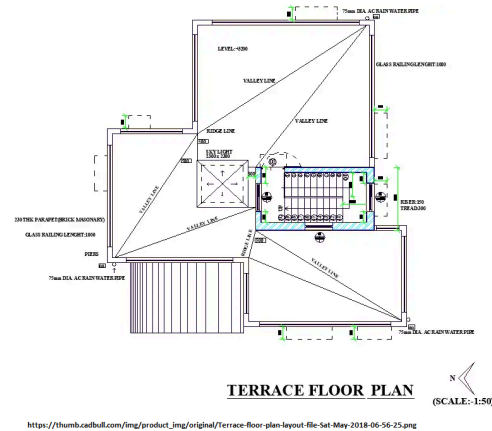 75mm DIA. AC RAIN WATER PIPE
LEVEL:+3200
GLASS RAILING LENGHT:1000
VALLEY LINE
VALLEY LINE
RIDGE LINE
SKY LIGHT
VALLEY LINE
RISER:150
TREAD:300
230 THK PARAPET(BRICK MASONARY)
VALLEY LINE
GLASS RAILING LENGHT:1000
RIDGE LINE
PIERS
VALLEY LINE
75mm DIA. AC RAIN WATER PIPE
75mm DIA. AC RAIN WATER PIPE
N
TERRACE FLOOR PLAN
(SCALE:-1:50)
https://thumb.cadbull.com/img/product_img/original/Terrace-floor-plan-layout-file-Sat-May-2018-06-56-25.png